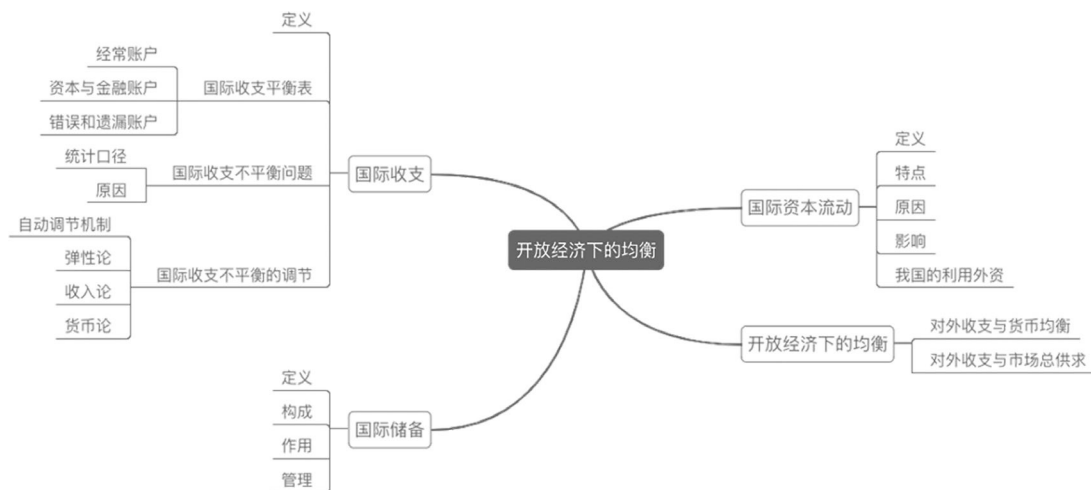 开放经济下的均衡
国际收支
定义
国际收支平衡表
经常账户
资本与金融账户
错误和遗漏账户
国际收支不平衡问题
统计口径
原因
国际收支不平衡的调节
自动调节机制
弹性论
收入论
货币论
国际储备
定义
构成
作用
管理
国际资本流动
定义
特点
原因
影响
我国的利用外资
开放经济下的均衡
对外收支与货币均衡
对外收支与市场总供求